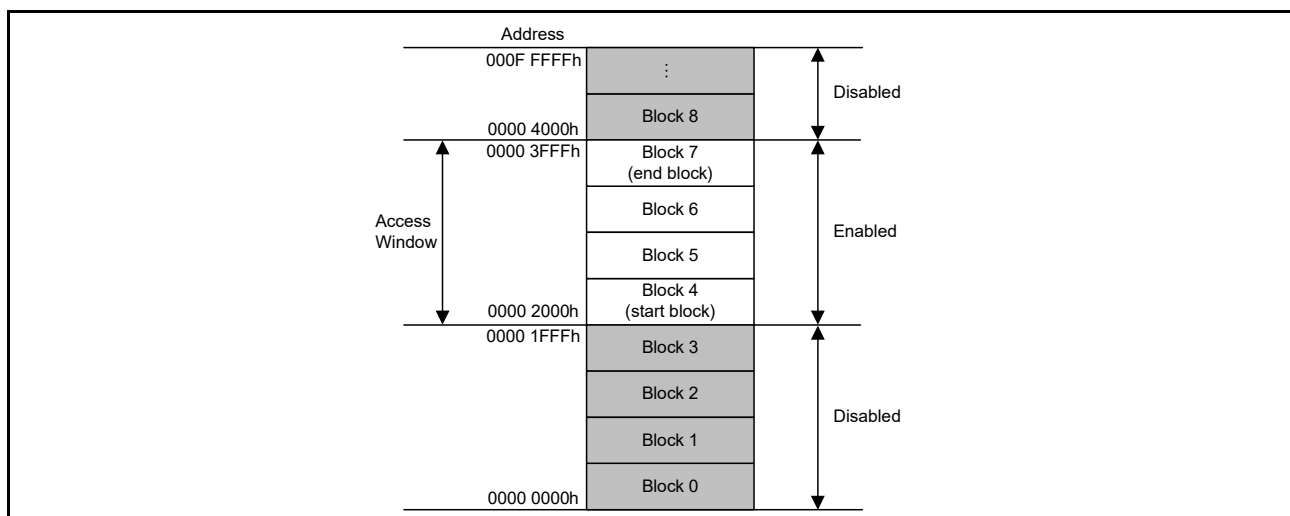 Address
000F FFFFh
⋮
Disabled
Block 8
0000 4000h
0000 3FFFh
Block 7
(end block)
Block 6
Access
Window
Enabled
Block 5
Block 4
(start block)
0000 2000h
0000 1FFFh
Block 3
Block 2
Disabled
Block 1
Block 0
0000 0000h